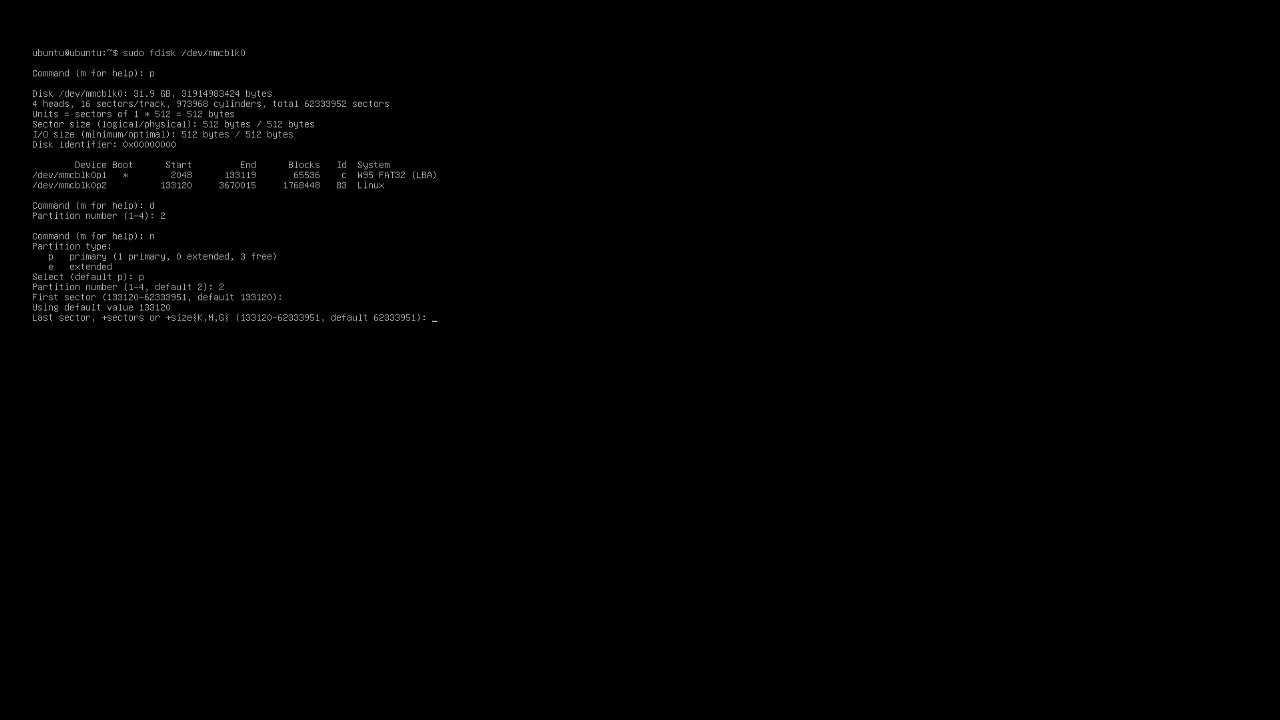 ubuntu@ubuntu:~$ sudo fdisk /dev/mmcblk0
Command (m for help): p
Disk /dev/mmcblk0: 31.9 GB, 31914983424 bytes
4 heads, 16 sectors/track, 973968 cylinders, total 62333952 sectors
Units = sectors of 1 * 512 = 512 bytes
Sector size (logical/physical): 512 bytes / 512 bytes
I/O size (minimum/optimal): 512 bytes / 512 bytes
Disk identifier: 0x00000000
Device Boot Start End Blocks Id System
/dev/mmcblk0p1 * 2048 133119 65536 c W95 FAT32 (LBA)
/dev/mmcblk0p2 133120 3670015 1768448 83 Linux
Command (m for help): d
Partition number (1-4): 2
Command (m for help): n
Partition type:
p primary (1 primary, 0 extended, 3 free)
e extended
Select (default p): p
Partition number (1-4, default 2): 2
First sector (133120-62333951, default 133120):
Using default value 133120
Last sector, +sectors or +size{K,M,G} (133120-62333951, default 62333951): _